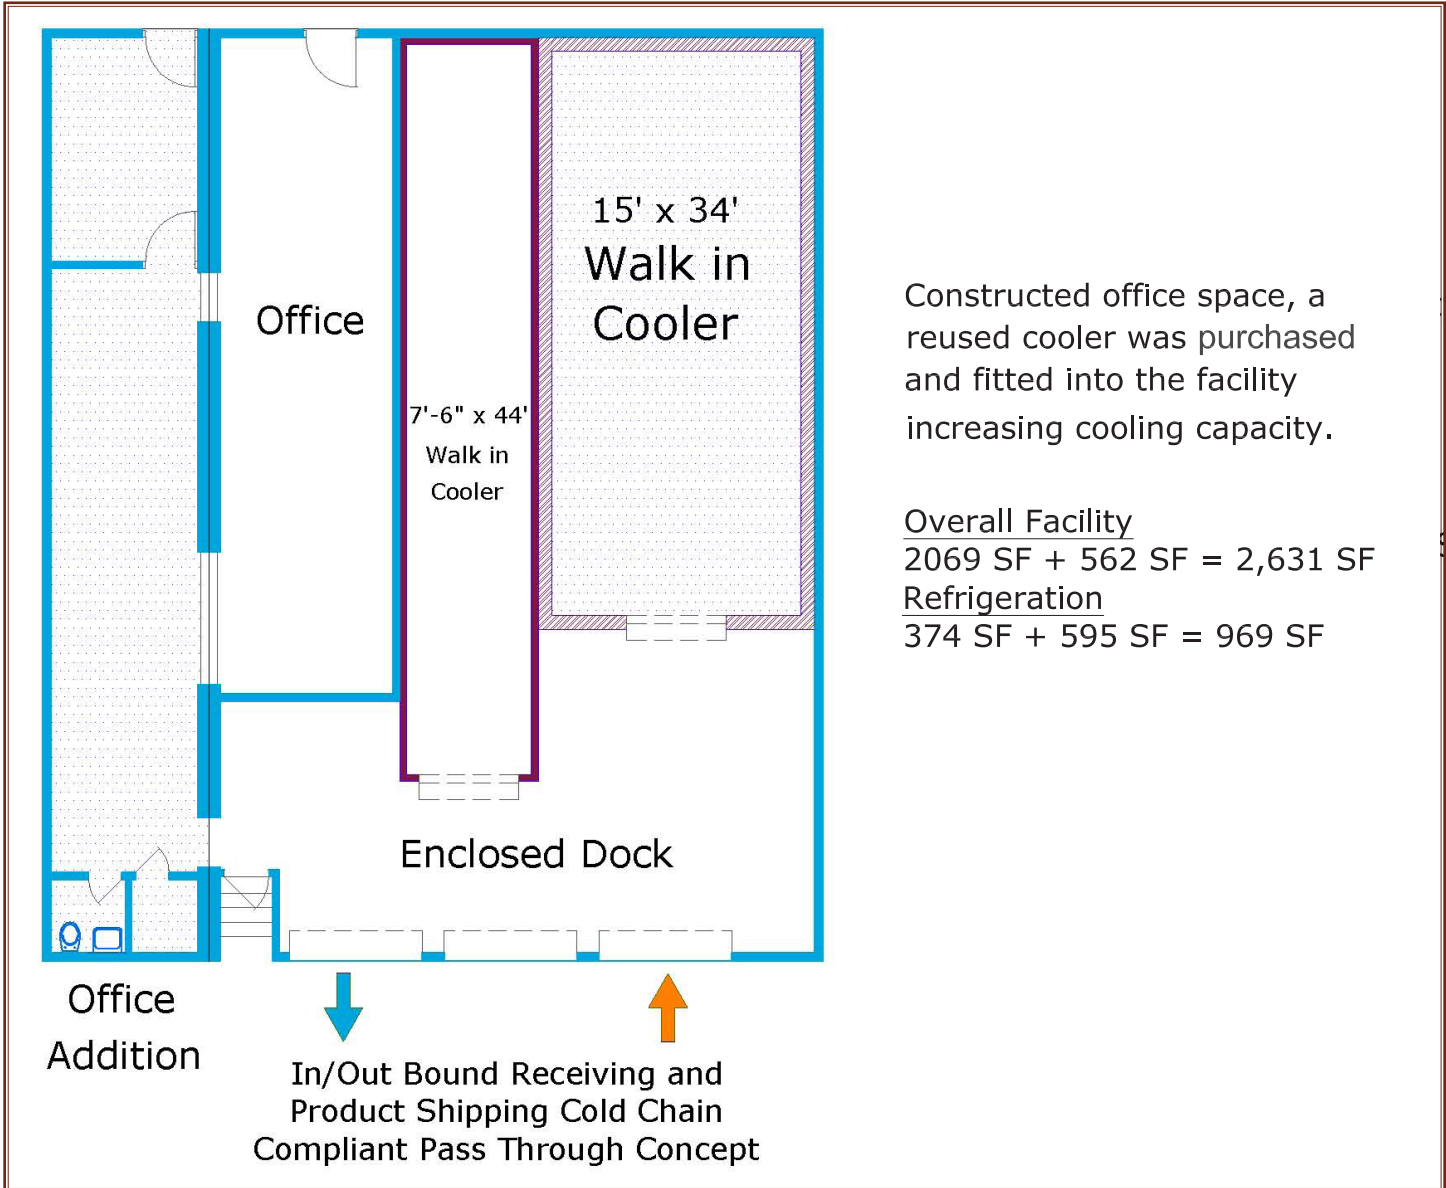 15' x 34'
Walk in
Cooler
Office
7'-6" x 44'
Walk in
Cooler
Enclosed Dock
Office
Addition
In/Out Bound Receiving and
Product Shipping Cold Chain
Compliant Pass Through Concept
Constructed office space, a
reused cooler was purchased
and fitted into the facility
increasing cooling capacity.
Overall Facility
2069 SF + 562 SF = 2,631 SF
Refrigeration
374 SF + 595 SF = 969 SF